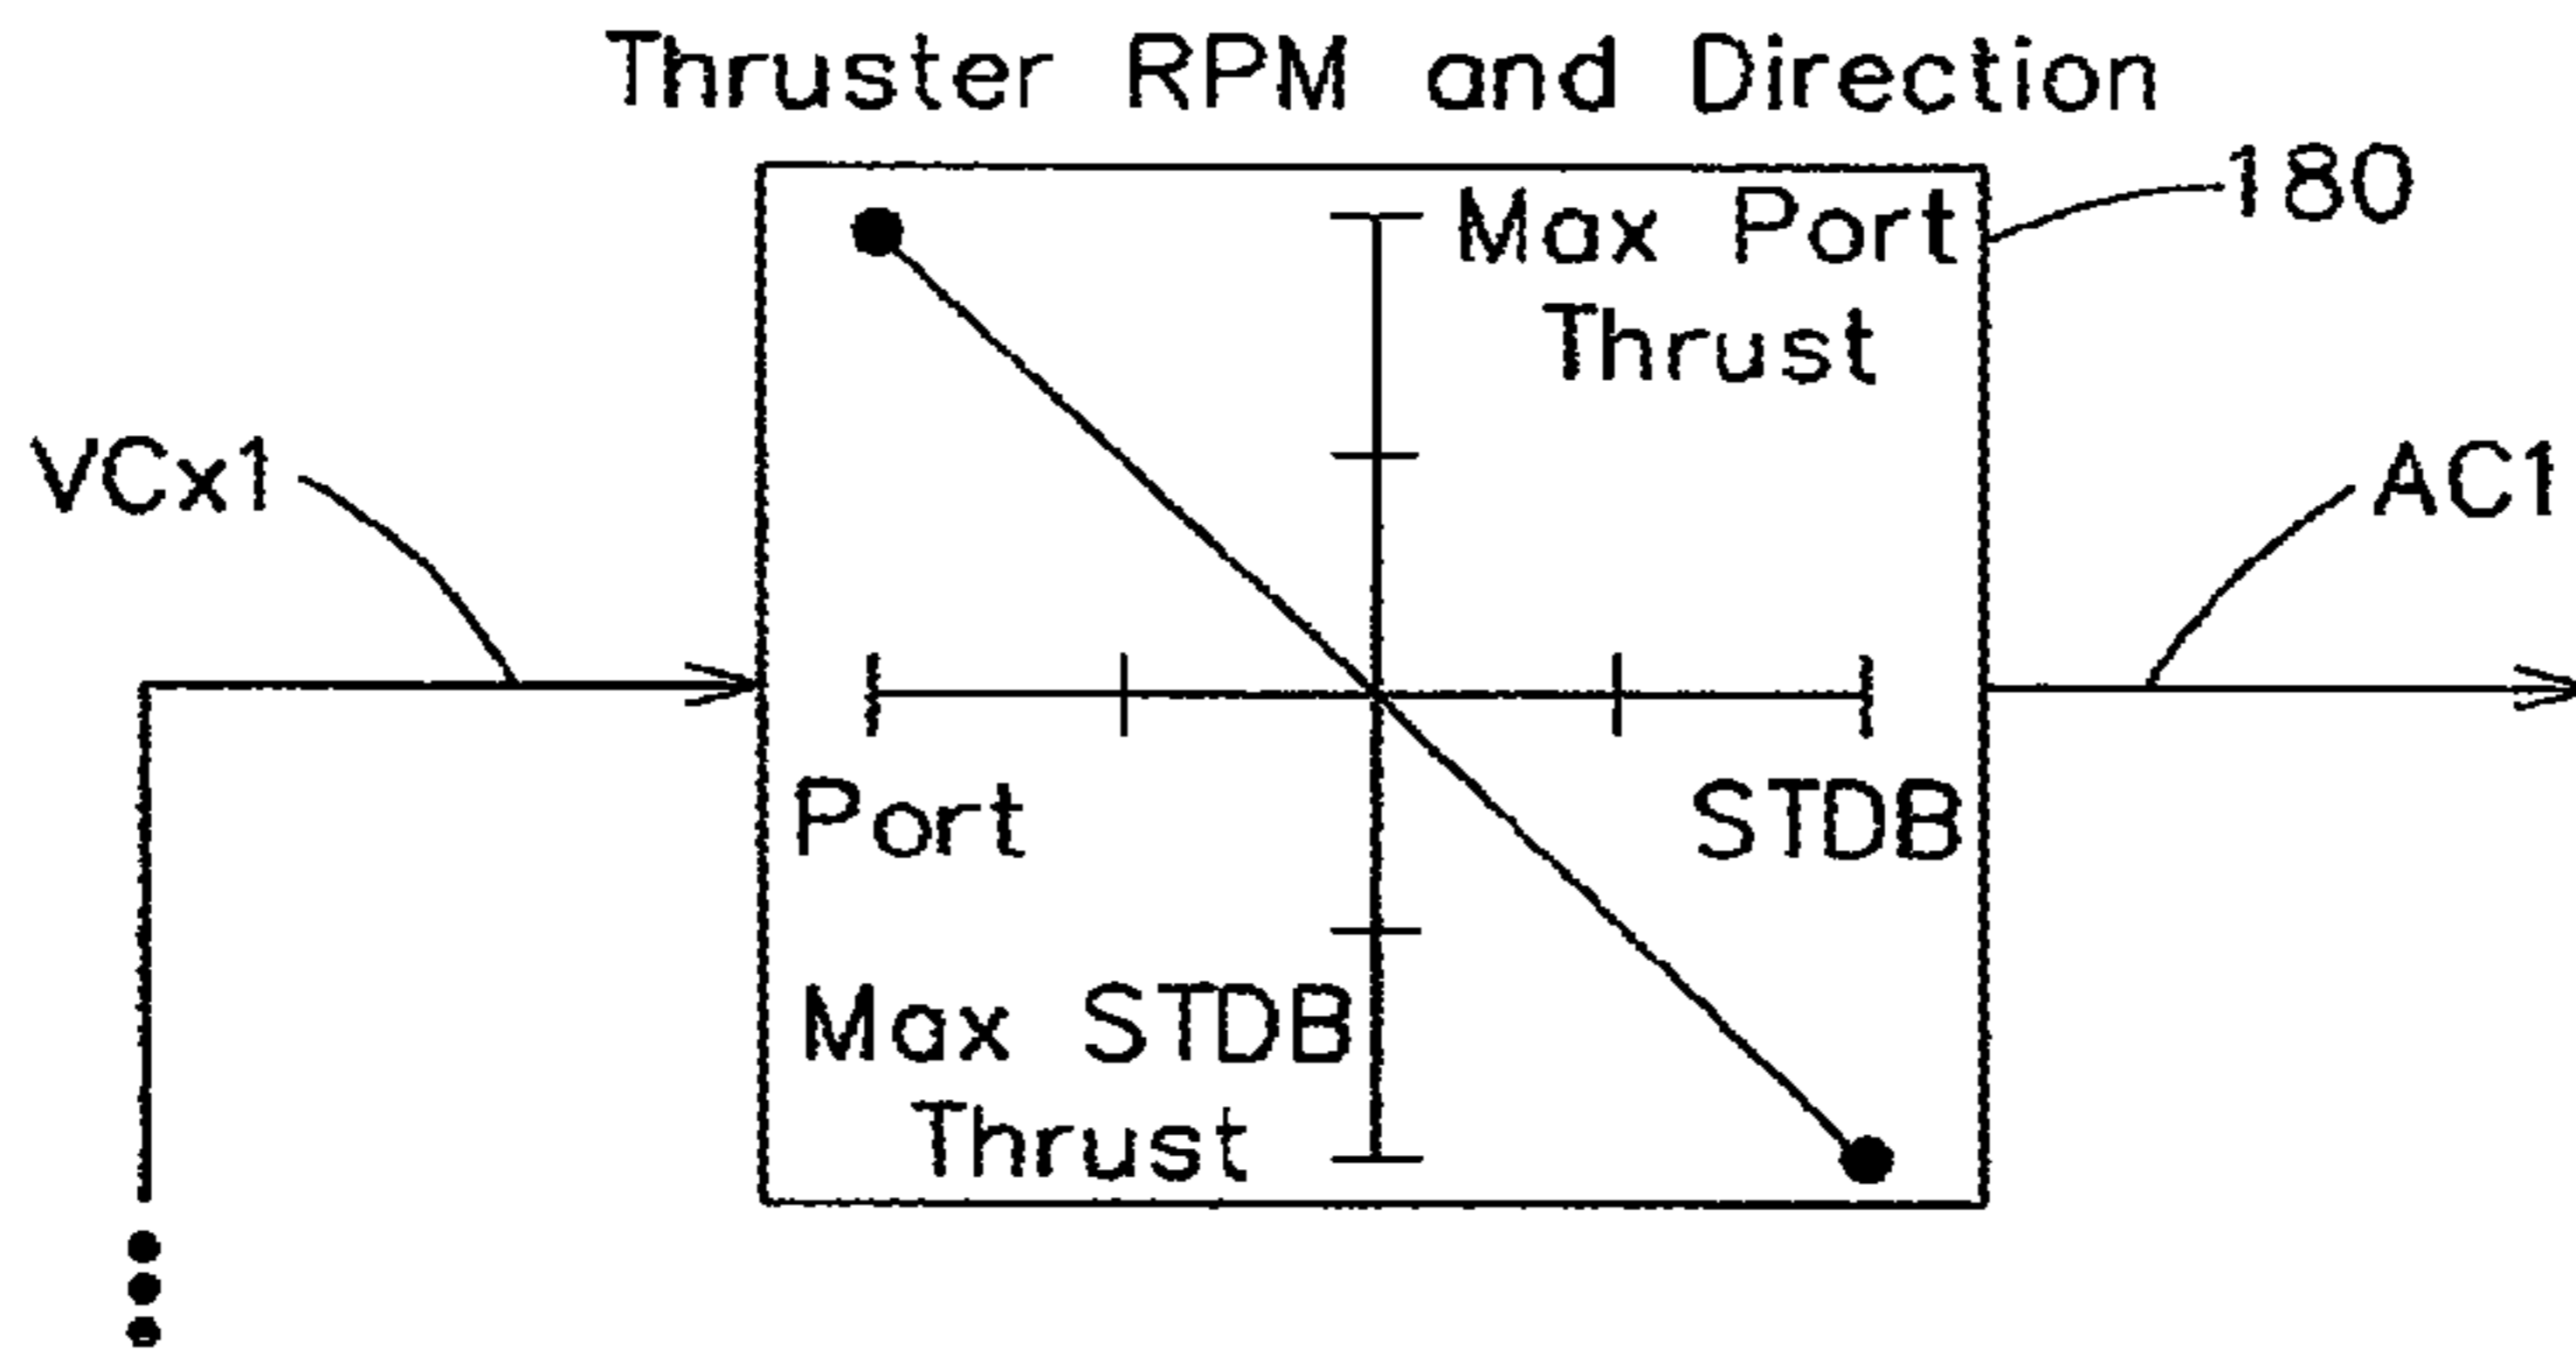 Thruster RPM and Direction
180
Max Port
Thrust
VCx1
AC1
Port
STDB
Max STDB
Thrust